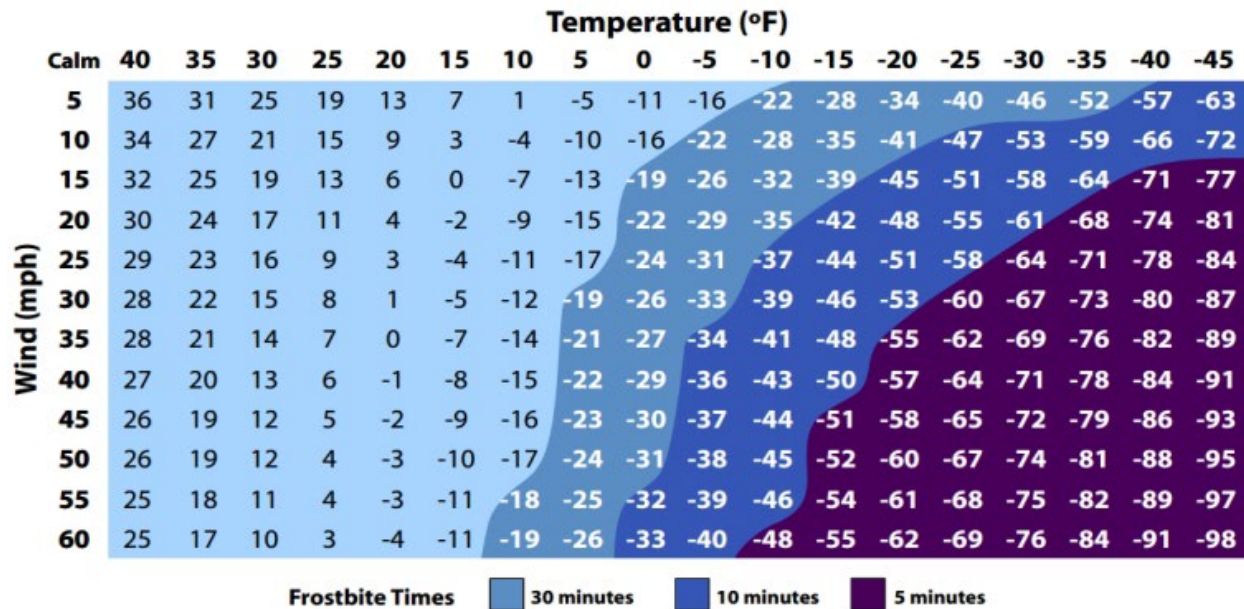 Temperature (ºF)
Calm 40 35 30 25 20 15 10 5 0 -5 -10 -15 -20 -25 -30 -35 -40 -45
5 36 31 25 19 13 7 1 -5 -11 -16 -22 -28 -34 -40 -46 -52 -57 -63
10 34 27 21 15 9 3 -4 -10 -16 -22 -28 -35 -41 -47 -53 -59 -66 -72
15 32 25 19 13 6 0 -7 -13 -19 -26 -32 -39 -45 -51 -58 -64 -71 -77
20 30 24 17 11 4 -2 -9 -15 -22 -29 -35 -42 -48 -55 -61 -68 -74 -81
25 29 23 16 9 3 -4 -11 -17 -24 -31 -37 -44 -51 -58 -64 -71 -78 -84
30 28 22 15 8 1 -5 -12 -19 -26 -33 -39 -46 -53 -60 -67 -73 -80 -87
35 28 21 14 7 0 -7 -14 -21 -27 -34 -41 -48 -55 -62 -69 -76 -82 -89
40 27 20 13 6 -1 -8 -15 -22 -29 -36 -43 -50 -57 -64 -71 -78 -84 -91
45 26 19 12 5 -2 -9 -16 -23 -30 -37 -44 -51 -58 -65 -72 -79 -86 -93
50 26 19 12 4 -3 -10 -17 -24 -31 -38 -45 -52 -60 -67 -74 -81 -88 -95
55 25 18 11 4 -3 -11 -18 -25 -32 -39 -46 -54 -61 -68 -75 -82 -89 -97
60 25 17 10 3 -4 -11 -19 -26 -33 -40 -48 -55 -62 -69 -76 -84 -91 -98
Wind (mph)
Frostbite Times 30 minutes 10 minutes 5 minutes